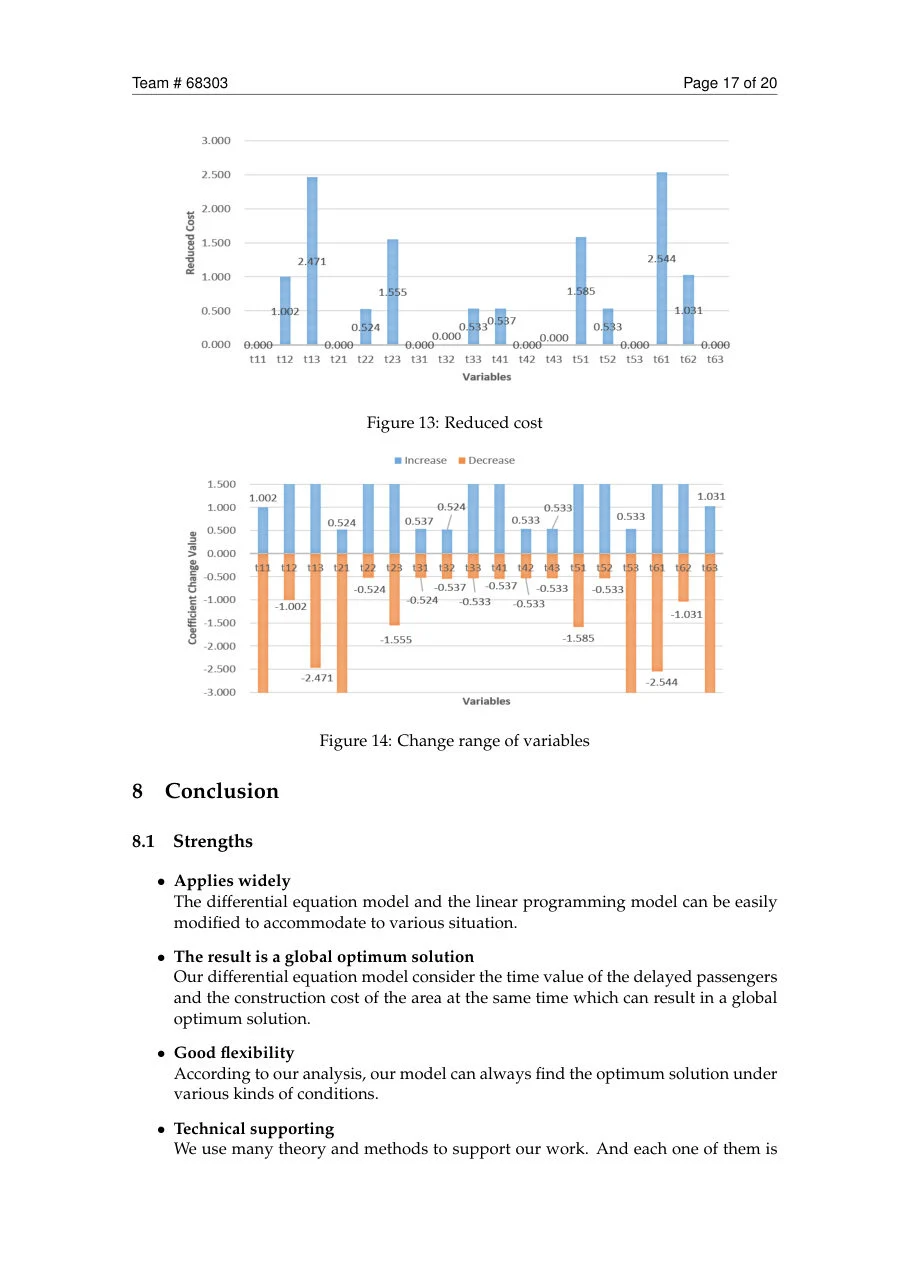 Team # 68303 Page 17 of 20
3.000
2.500
2.000
1.500
1.000
0.500
0.000
Reduced Cost
0.000 1.002 2.471 0.000 0.524 1.555 0.000 0.000 0.533 0.537 0.000 0.000 1.585 0.533 0.000 2.544 1.031 0.000
t11 t12 t13 t21 t22 t23 t31 t32 t33 t41 t42 t43 t51 t52 t53 t61 t62 t63
Variables
Figure 13: Reduced cost
Increase Decrease
1.500
1.000
0.500
0.000
-0.500
-1.000
-1.500
-2.000
-2.500
-3.000
Coefficient Change Value
1.002 0.524 0.537 0.524 0.533 0.533 0.533 1.031
t11 t12 t13 t21 t22 t23 t31 t32 t33 t41 t42 t43 t51 t52 t53 t61 t62 t63
-1.002 -2.471 -0.524 -1.555 -0.524 -0.537 -0.533 -0.537 -0.533 -0.533 -1.585 -0.533 -2.544 -1.031
Variables
Figure 14: Change range of variables
8 Conclusion
8.1 Strengths
• Applies widely
The differential equation model and the linear programming model can be easily
modified to accommodate to various situation.
• The result is a global optimum solution
Our differential equation model consider the time value of the delayed passengers
and the construction cost of the area at the same time which can result in a global
optimum solution.
• Good flexibility
According to our analysis, our model can always find the optimum solution under
various kinds of conditions.
• Technical supporting
We use many theory and methods to support our work. And each one of them is